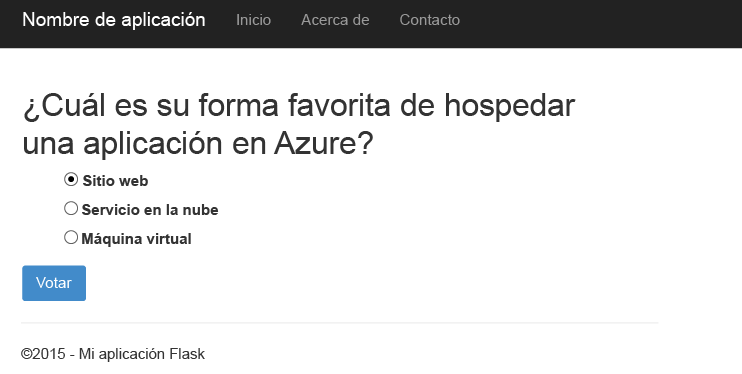 Nombre de aplicación Inicio Acerca de Contacto
¿Cuál es su forma favorita de hospedar
una aplicación en Azure?
Sitio web
Servicio en la nube
Máquina virtual
Votar
©2015 - Mi aplicación Flask